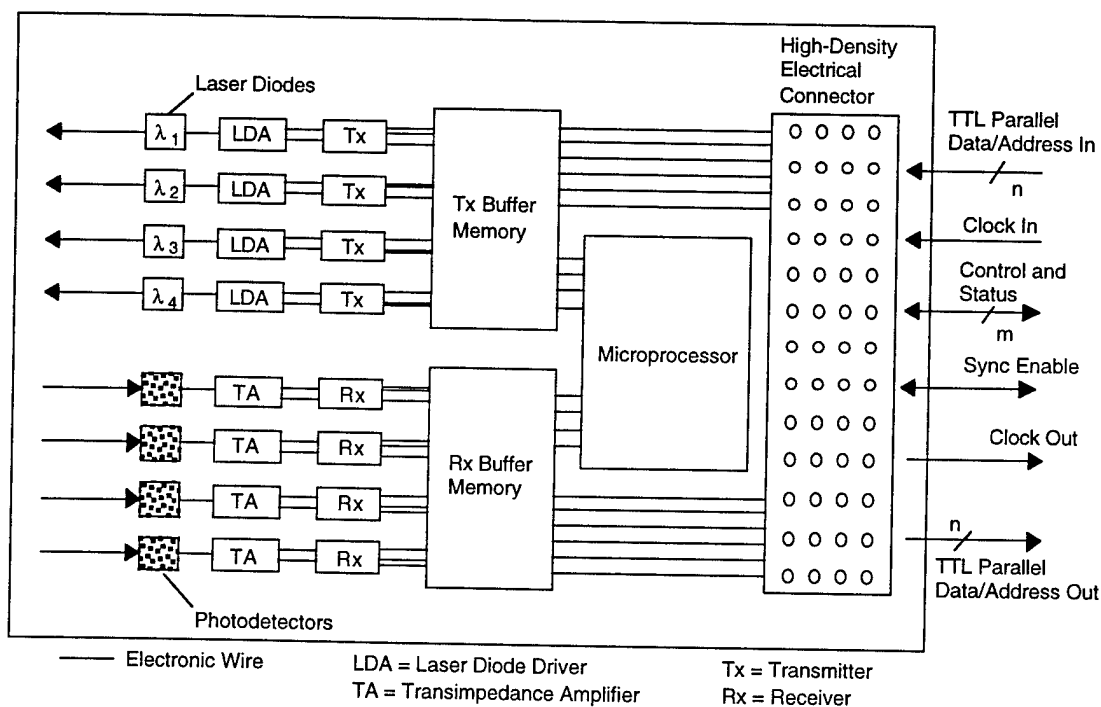 High-Density
Electrical
Connector
Laser Diodes
λ1 LDA Tx
λ2 LDA Tx
λ3 LDA Tx
λ4 LDA Tx
Tx Buffer
Memory
Microprocessor
TA Rx
TA Rx
TA Rx
TA Rx
Rx Buffer
Memory
Photodetectors
TTL Parallel
Data/Address In
n
Clock In
Control and
Status
m
Sync Enable
Clock Out
n
TTL Parallel
Data/Address Out
Electronic Wire
LDA = Laser Diode Driver
TA = Transimpedance Amplifier
Tx = Transmitter
Rx = Receiver